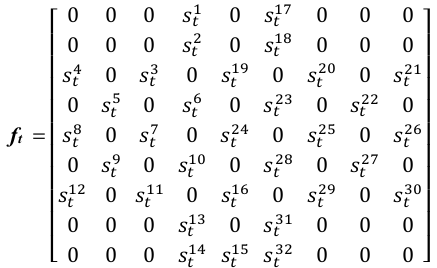 0 0 0 s_t^1 0 s_t^17 0 0 0
0 0 0 s_t^2 0 s_t^18 0 0 0
s_t^4 0 s_t^3 0 s_t^19 0 s_t^20 0 s_t^21
0 s_t^5 0 s_t^6 0 s_t^23 0 s_t^22 0
f_t = s_t^8 0 s_t^7 0 s_t^24 0 s_t^25 0 s_t^26
0 s_t^9 0 s_t^10 0 s_t^28 0 s_t^27 0
s_t^12 0 s_t^11 0 s_t^16 0 s_t^29 0 s_t^30
0 0 0 s_t^13 0 s_t^31 0 0 0
0 0 0 s_t^14 s_t^15 s_t^32 0 0 0